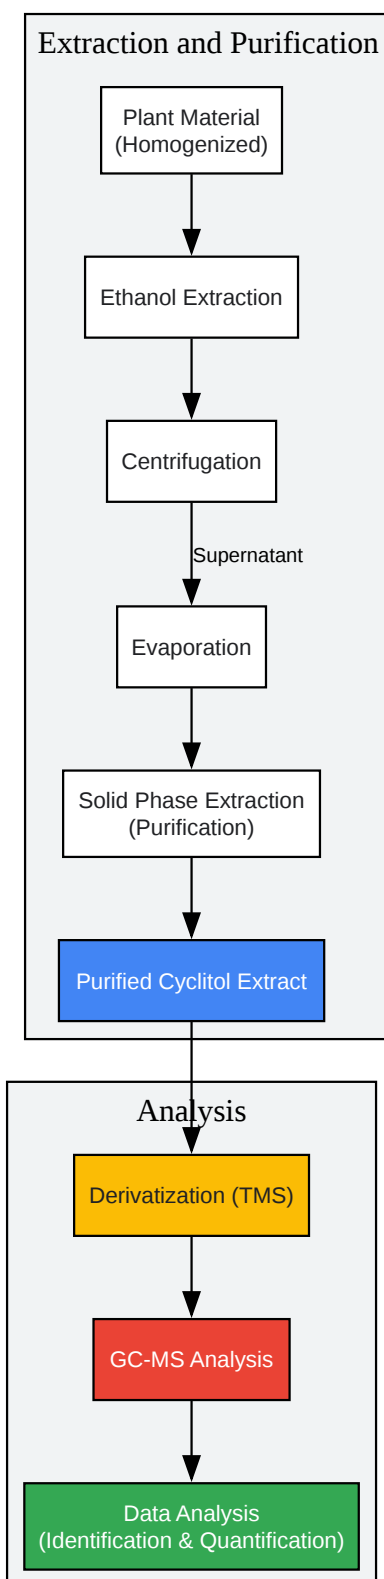 Extraction and Purification
Plant Material
(Homogenized)
Ethanol Extraction
Centrifugation
Supernatant
Evaporation
Solid Phase Extraction
(Purification)
Purified Cyclitol Extract
Analysis
Derivatization (TMS)
GC-MS Analysis
Data Analysis
(Identification & Quantification)